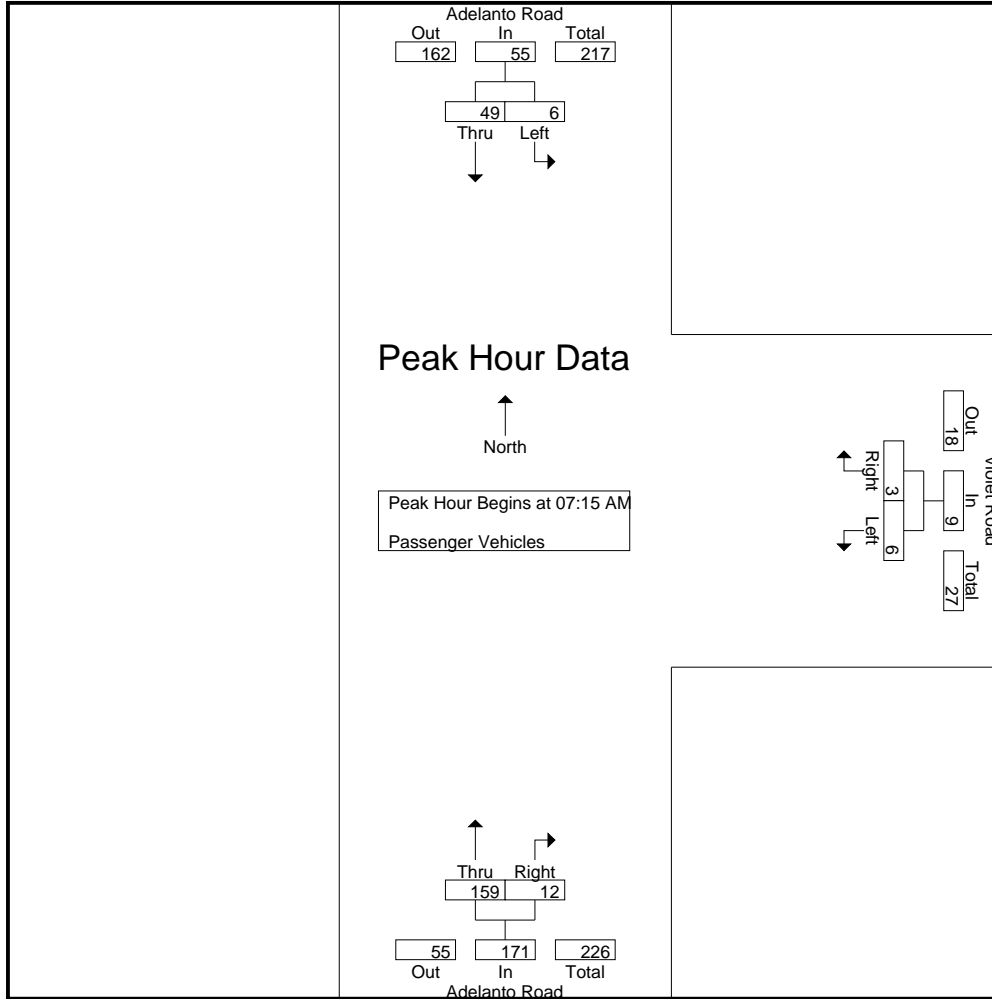 Adelanto Road
Out In Total
162 55 217
49 6
Thru Left
Peak Hour Data
North
Peak Hour Begins at 07:15 AM
Passenger Vehicles
Violet Road
Out In Total
18 9 27
Right Left
3 6
Thru Right
159 12
55 171 226
Out In Total
Adelanto Road